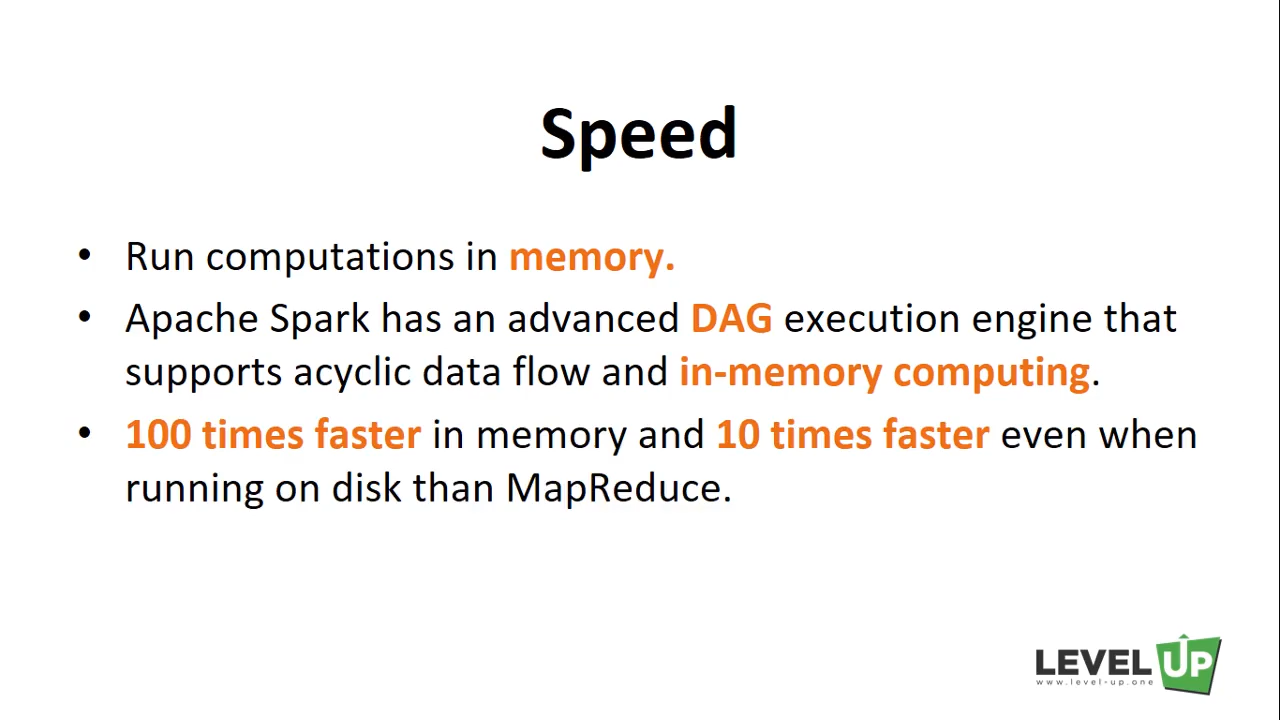 Speed
• Run computations in memory.
• Apache Spark has an advanced DAG execution engine that
supports acyclic data flow and in-memory computing.
• 100 times faster in memory and 10 times faster even when
running on disk than MapReduce.
LEVEL UP
www.level-up.one